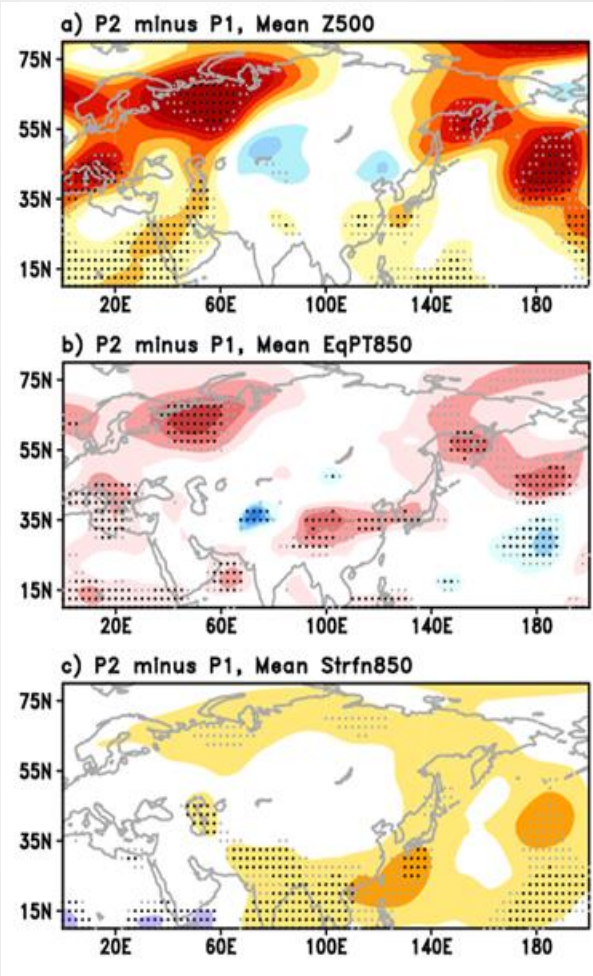 a) P2 minus P1, Mean Z500
75N
55N
35N
15N
20E 60E 100E 140E 180
b) P2 minus P1, Mean EqPT850
75N
55N
35N
15N
20E 60E 100E 140E 180
c) P2 minus P1, Mean Strfn850
75N
55N
35N
15N
20E 60E 100E 140E 180